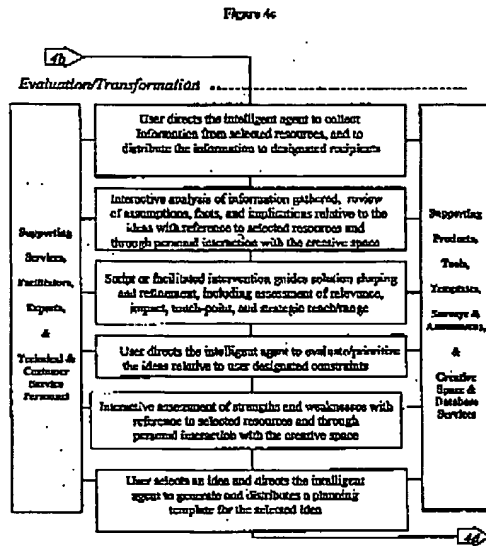 Figure 4c
4b
Evaluation/Transformation
User directs the intelligent agent to collect
Information from selected resources, and to
distribute the information to designated recipients
Interactive analysis of information gathered, review
of assumptions, facts, and implications relative to the
ideas with reference to selected resources and
through personal interaction with the creative space
Script or facilitated intervention guides solution shaping
and refinement, including assessment of relevance,
impact, touch-point, and strategic reach/range
User directs the intelligent agent to evaluate/prioritize
the ideas relative to user designated constraints
Interactive assessment of strengths and weaknesses with
reference to selected resources and through
personal interaction with the creative space
User selects an idea and directs the intelligent
agent to generate and distributes a planning
template for the selected idea
Supporting
Services,
Facilitators,
Experts,
&
Technical &
Customer
Service
Personnel
Supporting
Products,
Tools,
Templates,
Surveys &
Assessments,
&
Creative
Space &
Database
Services
4d